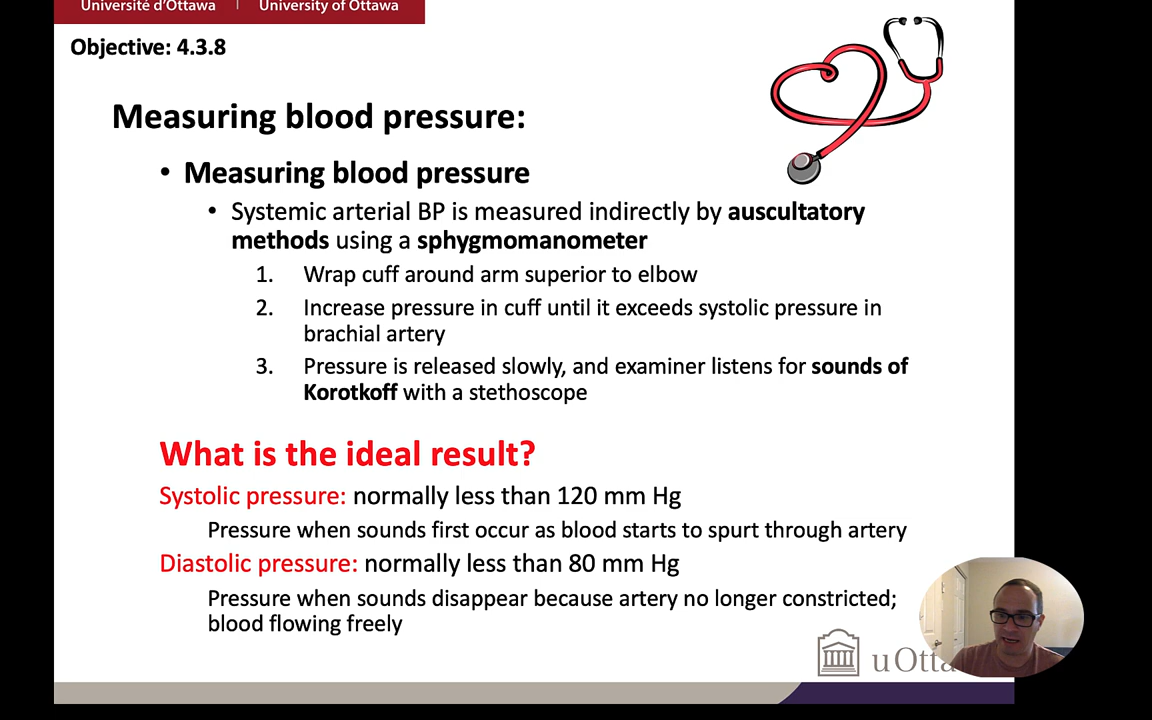 Université d'Ottawa | University of Ottawa
Objective: 4.3.8
Measuring blood pressure:
• Measuring blood pressure
• Systemic arterial BP is measured indirectly by auscultatory
methods using a sphygmomanometer
1. Wrap cuff around arm superior to elbow
2. Increase pressure in cuff until it exceeds systolic pressure in
brachial artery
3. Pressure is released slowly, and examiner listens for sounds of
Korotkoff with a stethoscope
What is the ideal result?
Systolic pressure: normally less than 120 mm Hg
Pressure when sounds first occur as blood starts to spurt through artery
Diastolic pressure: normally less than 80 mm Hg
Pressure when sounds disappear because artery no longer constricted;
blood flowing freely